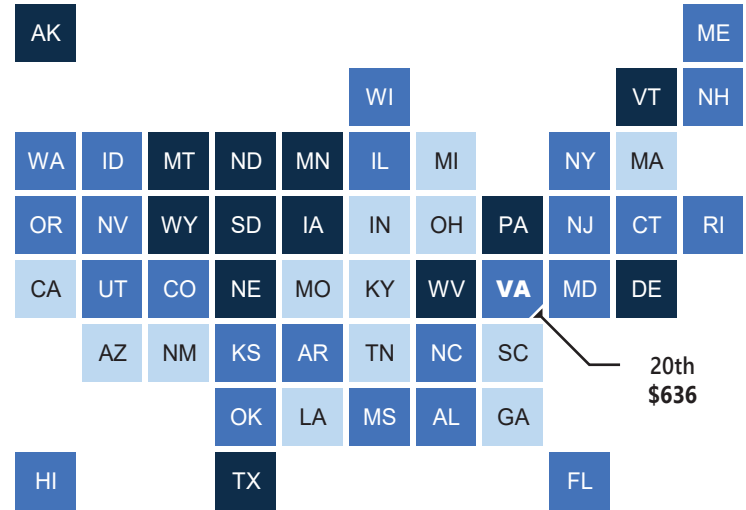 AK ME
WI VT NH
WA ID MT ND MN IL MI NY MA
OR NV WY SD IA IN OH PA NJ CT RI
CA UT CO NE MO KY WV VA MD DE
AZ NM KS AR TN NC SC
20th
$636
OK LA MS AL GA
HI TX FL